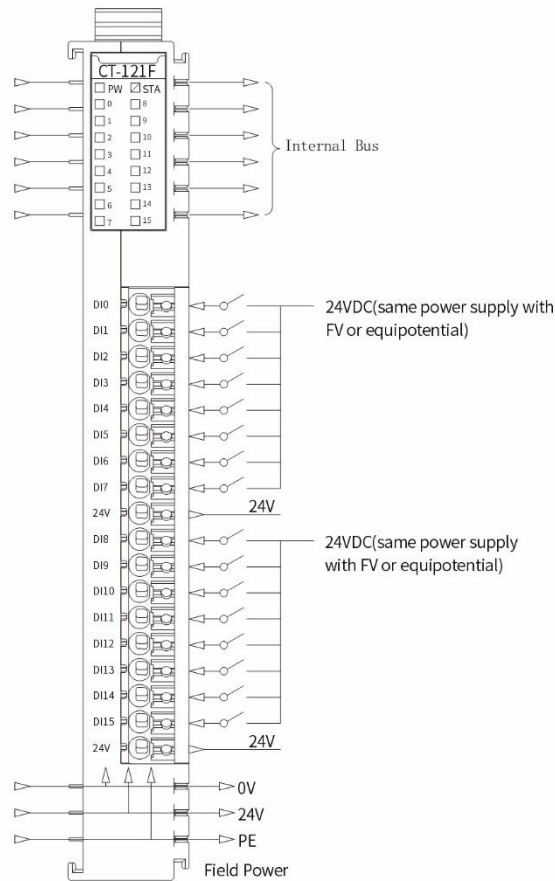 CT-121F
PW STA
0 8
1 9
2 10
3 11
4 12
5 13
6 14
7 15
Internal Bus
DI0
DI1
DI2
DI3
DI4
DI5
DI6
DI7
24V
DI8
DI9
DI10
DI11
DI12
DI13
DI14
DI15
24V
24VDC(same power supply with
FV or equipotential)
24V
24VDC(same power supply
with FV or equipotential)
24V
0V
24V
PE
Field Power